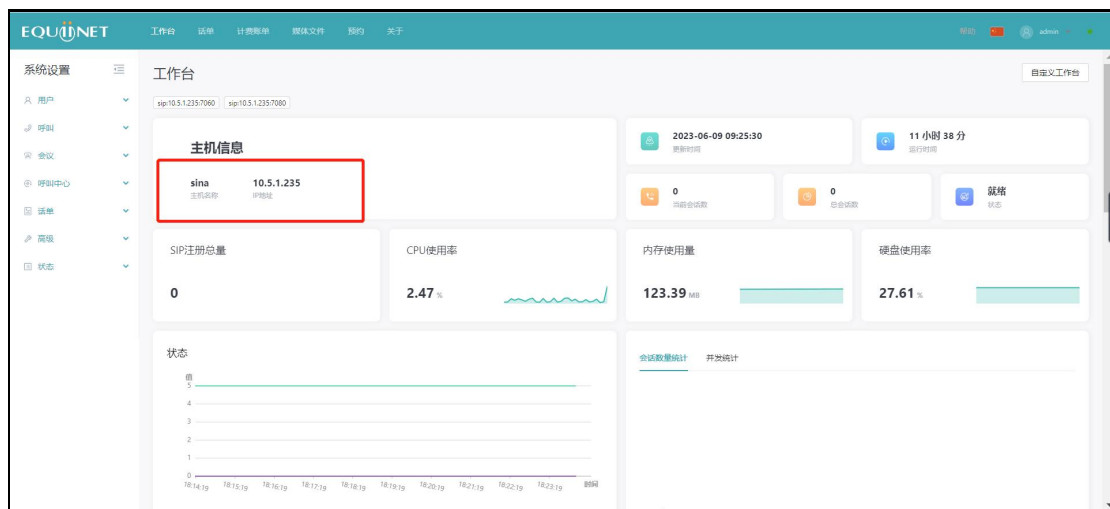 EQUiiNET 工作台 话单 计费账单 媒体文件 预约 关于 帮助 admin
系统设置
用户
呼叫
会议
呼叫中心
话单
高级
状态
工作台 自定义工作台
sip:10.5.1.235:7060 sip:10.5.1.235:7080
主机信息
sina 10.5.1.235
主机名称 IP地址
2023-06-09 09:25:30
更新时间
11 小时 38 分
运行时间
0
当前会话数
0
总会话数
就绪
状态
SIP注册总量
0
CPU使用率
2.47 %
内存使用量
123.39 MB
硬盘使用率
27.61 %
状态
值
5
4
3
2
1
0
18:14:19 18:15:19 18:16:19 18:17:19 18:18:19 18:19:19 18:20:19 18:21:19 18:22:19 18:23:19 时间
会话数量统计 并发统计